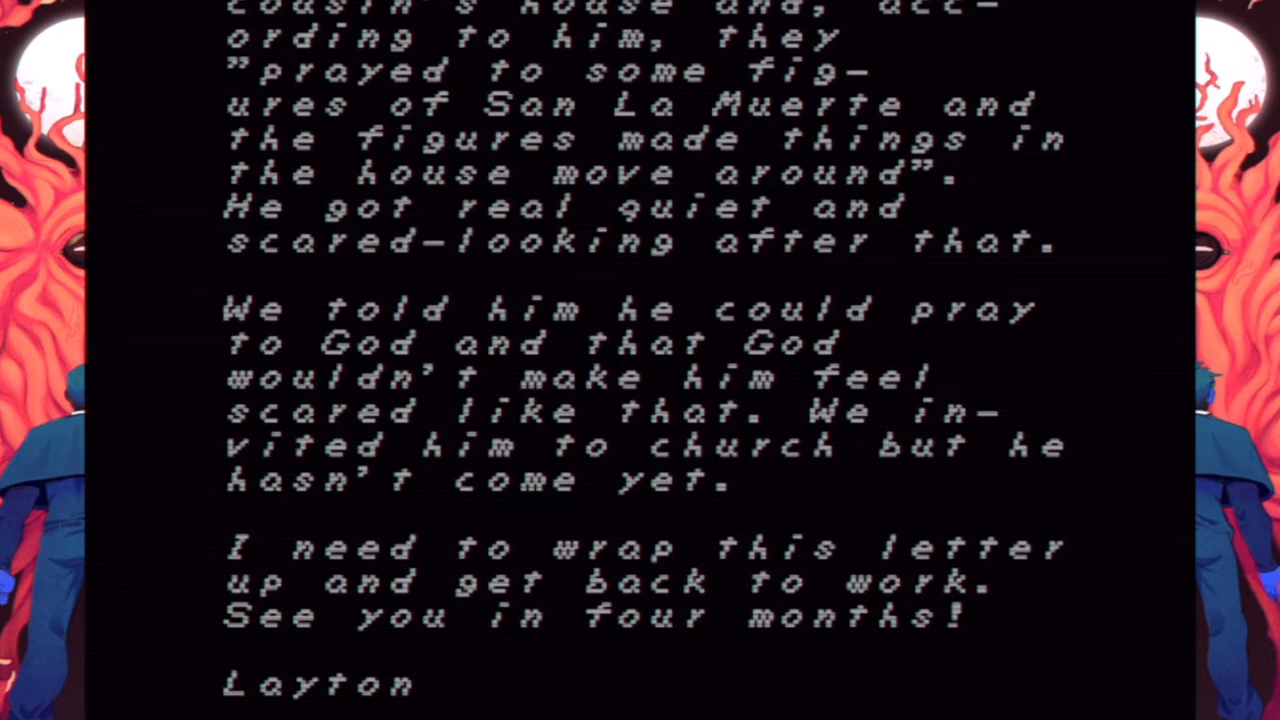 cousin's house and, acc-
ording to him, they
"prayed to some fig-
ures of San La Muerte and
the figures made things in
the house move around".
He got real quiet and
scared-looking after that.
We told him he could pray
to God and that God
wouldn't make him feel
scared like that. We in-
vited him to church but he
hasn't come yet.
I need to wrap this letter
up and get back to work.
See you in four months!
Layton